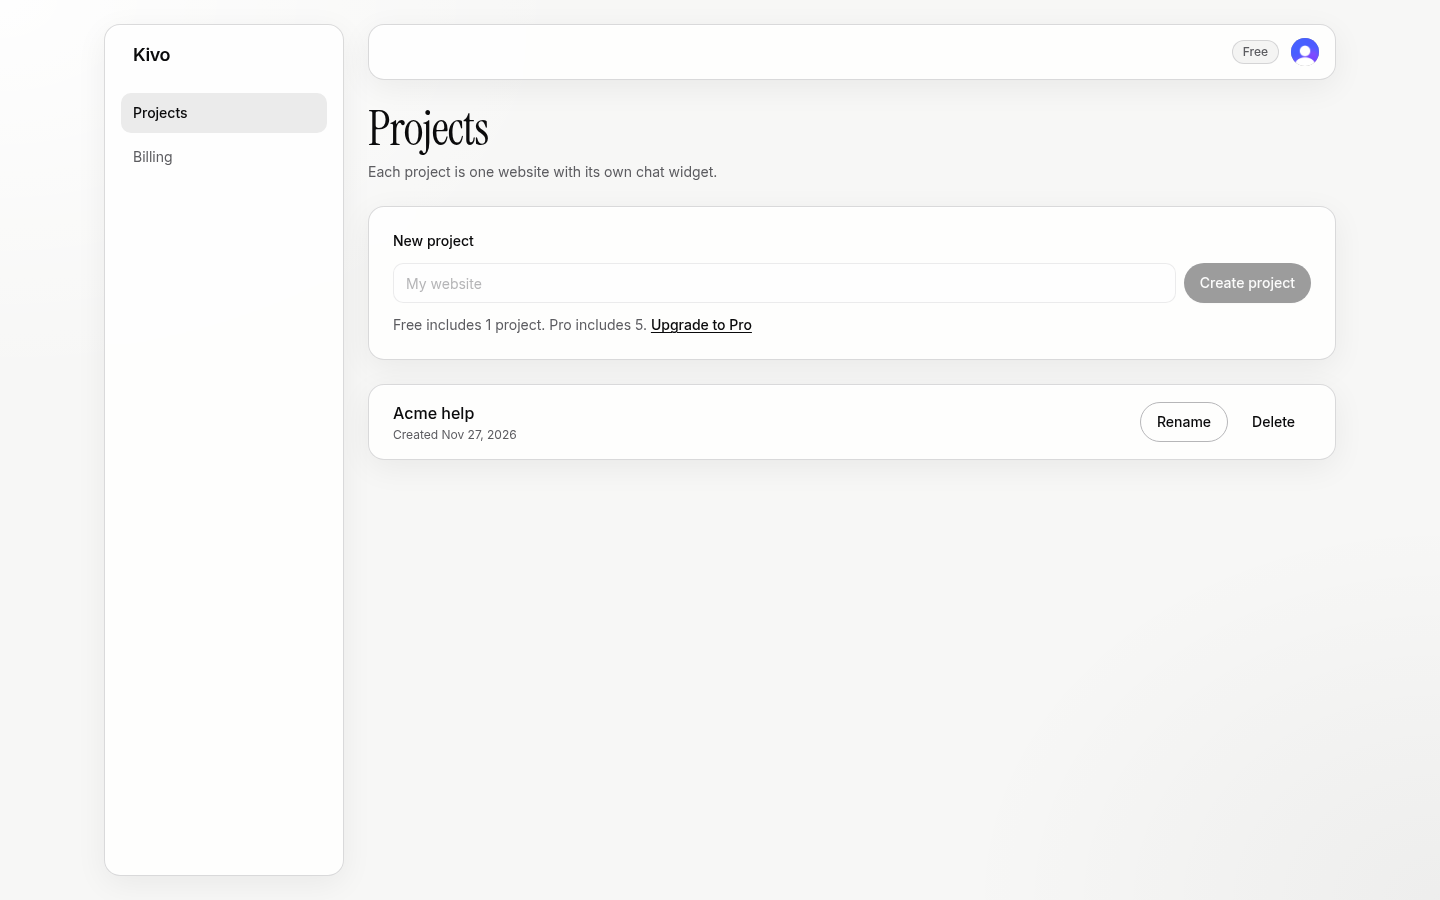 Kivo
Projects
Billing
Free
Projects
Each project is one website with its own chat widget.
New project
My website
Create project
Free includes 1 project. Pro includes 5. Upgrade to Pro
Acme help
Created Nov 27, 2026
Rename
Delete